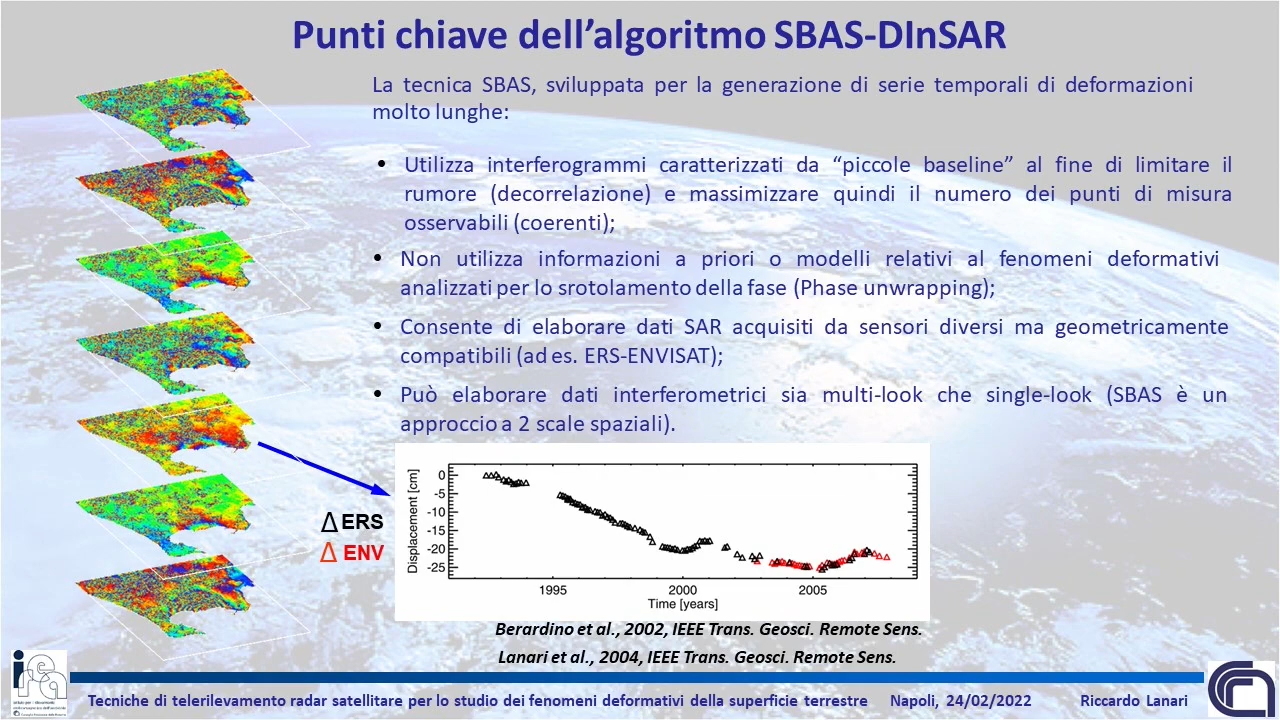 Punti chiave dell’algoritmo SBAS-DInSAR
La tecnica SBAS, sviluppata per la generazione di serie temporali di deformazioni
molto lunghe:
• Utilizza interferogrammi caratterizzati da “piccole baseline” al fine di limitare il
rumore (decorrelazione) e massimizzare quindi il numero dei punti di misura
osservabili (coerenti);
• Non utilizza informazioni a priori o modelli relativi al fenomeni deformativi
analizzati per lo srotolamento della fase (Phase unwrapping);
• Consente di elaborare dati SAR acquisiti da sensori diversi ma geometricamente
compatibili (ad es. ERS-ENVISAT);
• Può elaborare dati interferometrici sia multi-look che single-look (SBAS è un
approccio a 2 scale spaziali).
Δ ERS
Δ ENV
Displacement [cm]
0
-5
-10
-15
-20
-25
1995 2000 2005
Time [years]
Berardino et al., 2002, IEEE Trans. Geosci. Remote Sens.
Lanari et al., 2004, IEEE Trans. Geosci. Remote Sens.
Tecniche di telerilevamento radar satellitare per lo studio dei fenomeni deformativi della superficie terrestre Napoli, 24/02/2022 Riccardo Lanari